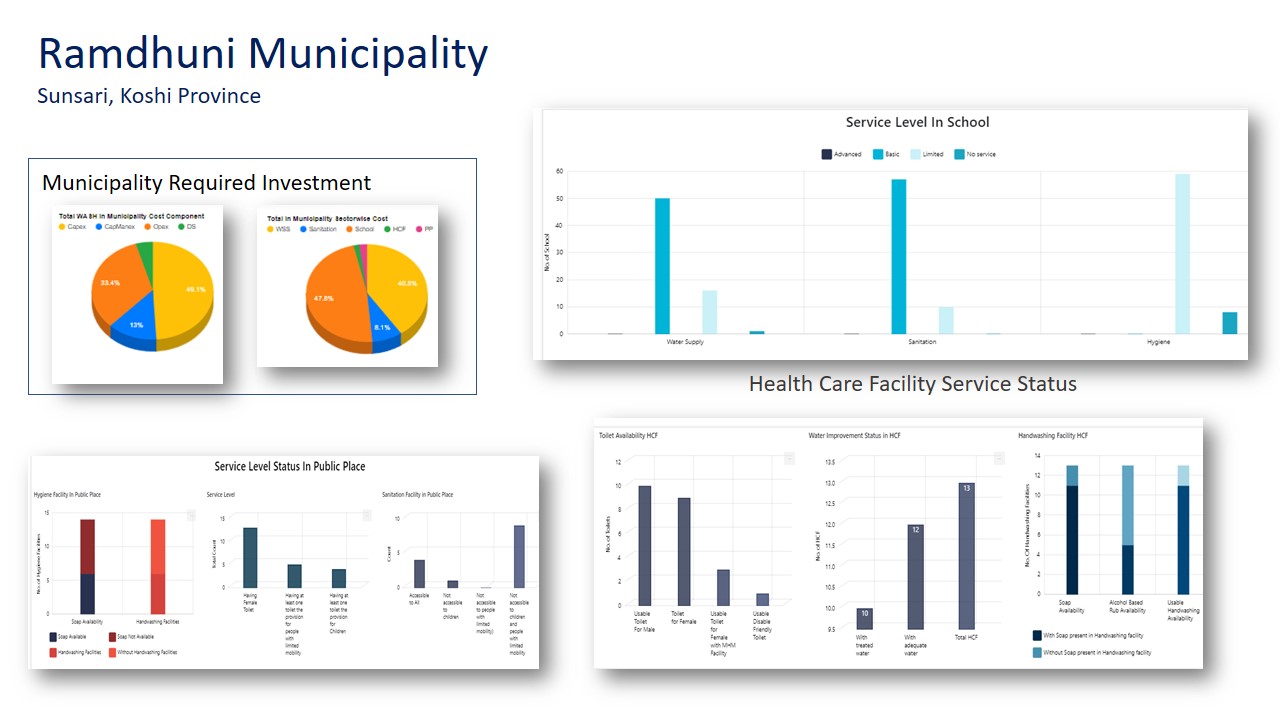 Ramdhuni Municipality
Sunsari, Koshi Province
Municipality Required Investment
Total WASH in Municipality Cost Component
Capex CapManex Opex DS
33.4%
49.1%
13%
Total in Municipality Sectorwise Cost
WSS Sanitation School HCF PP
47.8%
8.1%
Service Level In School
Advanced Basic Limited No service
No. of School
60
50
40
30
20
10
0
Water Supply Sanitation Hygiene
Health Care Facility Service Status
Service Level Status In Public Place
Hygiene Facility In Public Place
No. of Hygiene Facilities
15
10
5
0
Soap Availability Handwashing Facilities
Soap Available Soap Not Available
Handwashing Facilities Without Handwashing Facilities
Service Level
Total Count
15
10
5
0
Having
Female
Toilet
Having at
least one
toilet the
provision
for
people
with
limited
mobility
Having at
least one
toilet the
provision
for
Children
Sanitation Facility in Public Place
Count
10
5
0
Accessible
to All
Not
accessible
to
children
Not
accessible
to people
with
limited
mobility)
Not
accessible
to
children
and
people
with
limited
mobility
Toilet Availability HCF
No. of Toilets
12
10
8
6
4
2
0
Usable
Toilet
For Male
Toilet
for Female
Usable
Toilet
for
Female
with MHM
Facility
Usable
Disable
Friendly
Toilet
Water Improvement Status in HCF
No. of HCF
13.5
13.0
12.5
12.0
11.5
11.0
10.5
10.0
9.5
10
12
13
With
treated
water
With
adequate
water
Total HCF
Handwashing Facility HCF
No. Of Handwashing Facilities
14
12
10
8
6
4
2
0
Soap
Availability
Alcohol Based
Rub Availability
Usable
Handwashing
Availability
With Soap present in Handwashing facility
Without Soap present in Handwashing facility